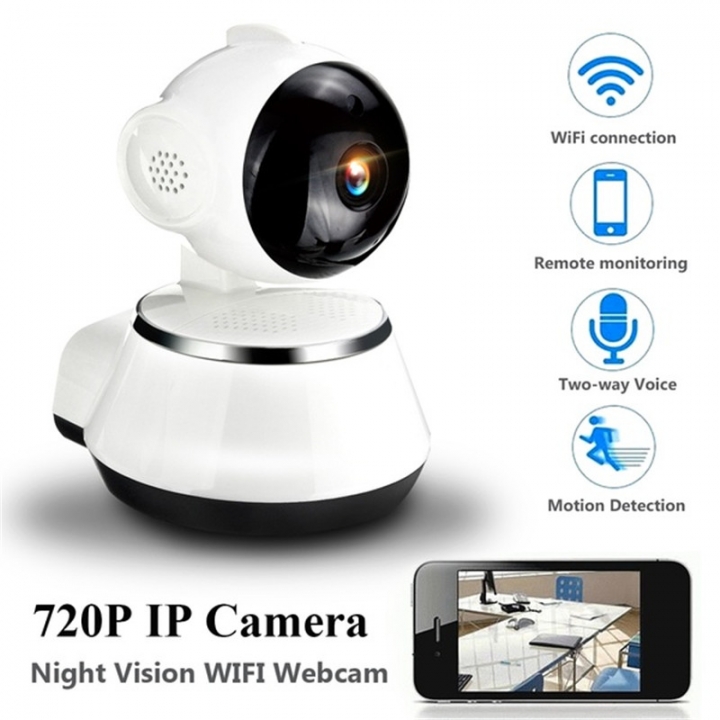 WiFi connection
Remote monitoring
Two-way Voice
Motion Detection
720P IP Camera
Night Vision WIFI Webcam